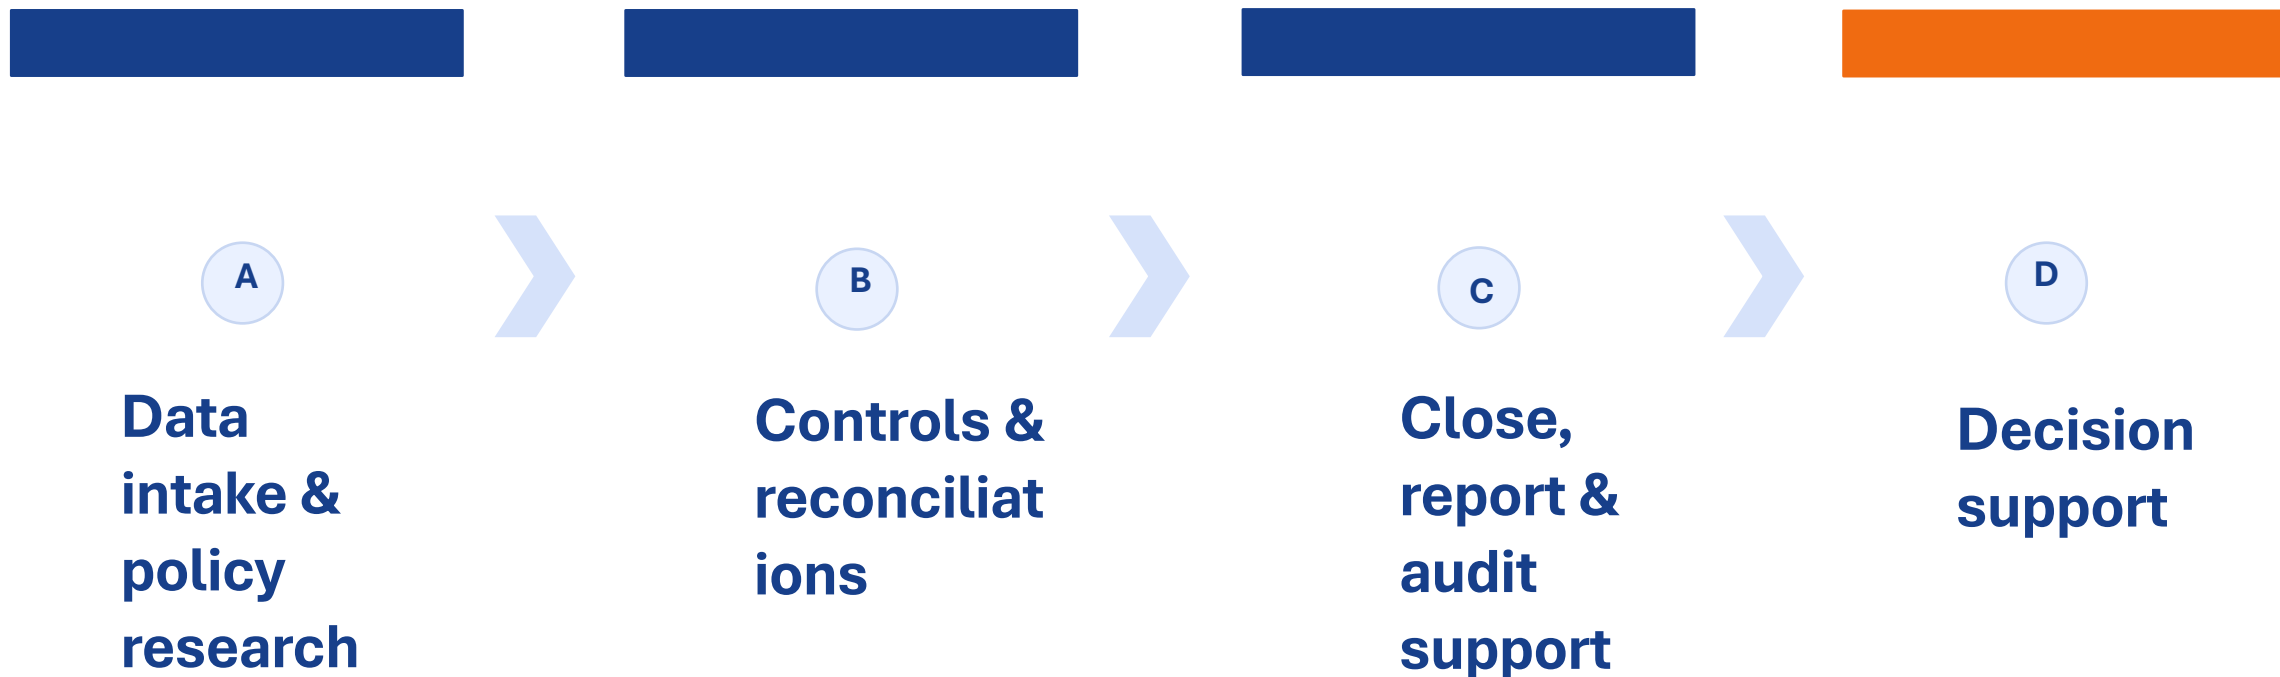 A
Data
intake &
policy
research
B
Controls &
reconciliat
ions
C
Close,
report &
audit
support
D
Decision
support